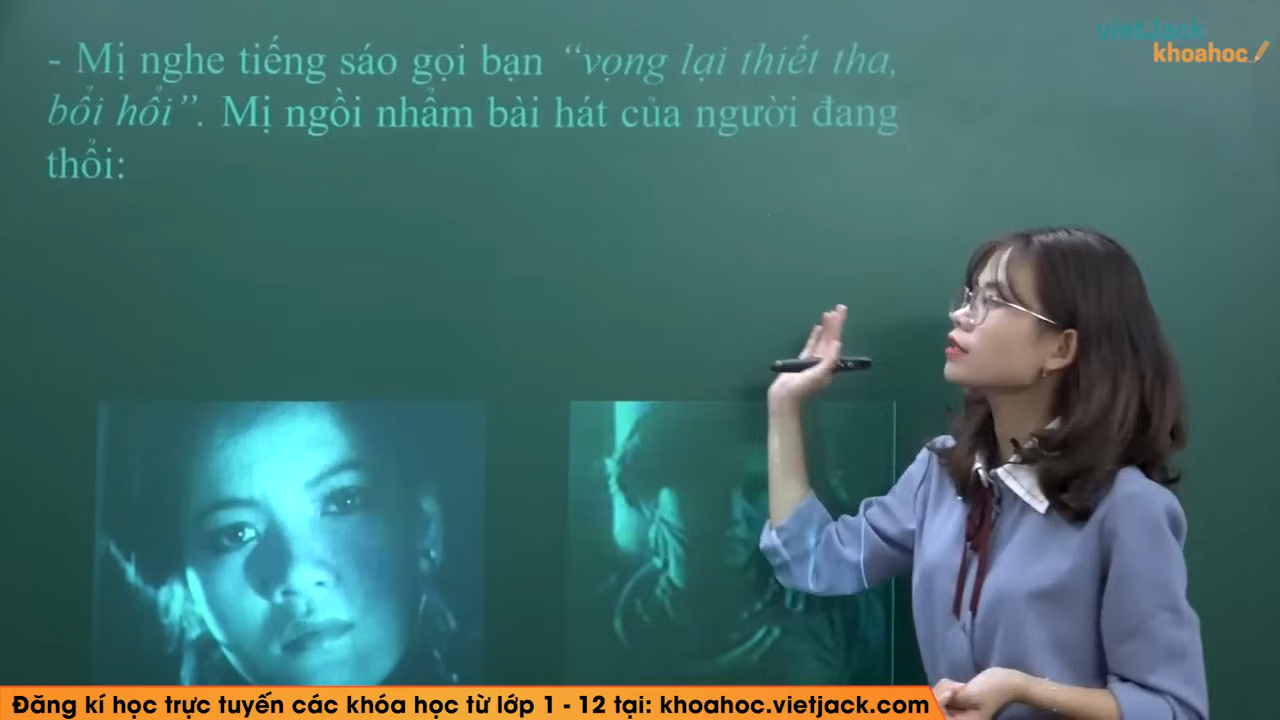 - Mị nghe tiếng sáo gọi bạn “vọng lại thiết tha,
bổi hổi”. Mị ngồi nhẩm bài hát của người đang
thổi:
vietJack
khoahoc
Đăng kí học trực tuyến các khóa học từ lớp 1 - 12 tại: khoahoc.vietjack.com